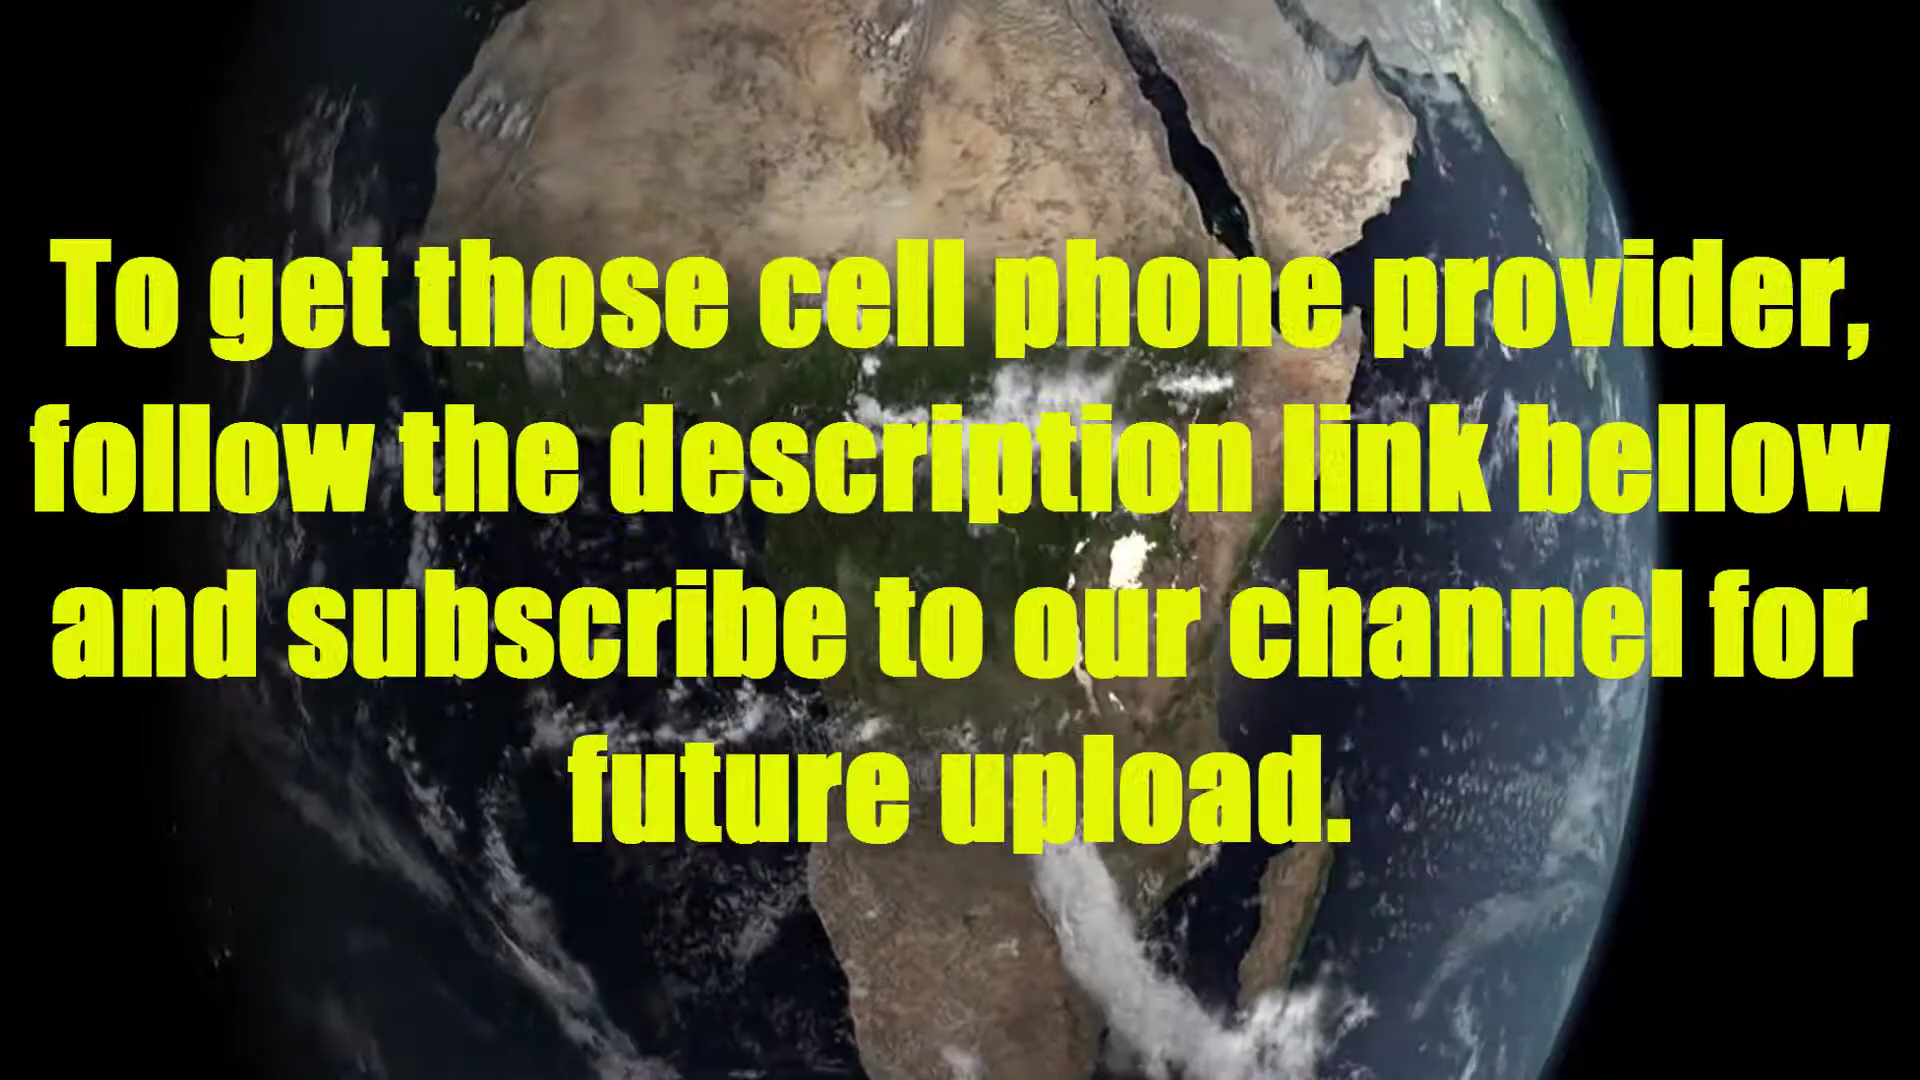 To get those cell phone provider,
follow the description link bellow
and subscribe to our channel for
future upload.